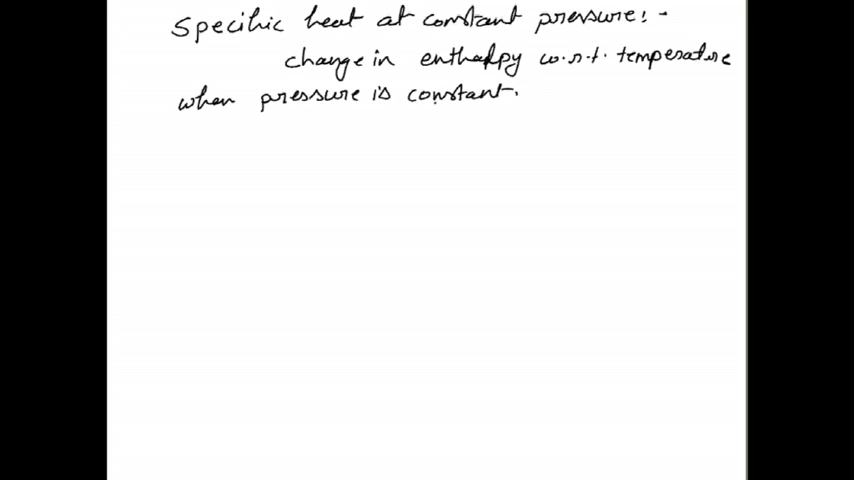 Specific heat at constant pressure: -
change in enthalpy w.r.t. temperature
when pressure is constant.